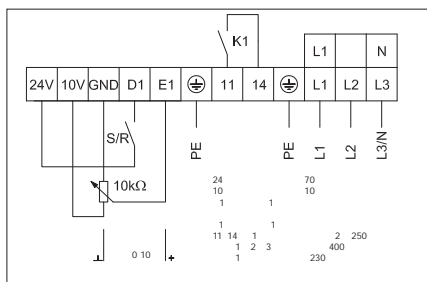 K1
L1 N
24V 10V GND D1 E1 11 14 L1 L2 L3
S/R
PE PE L1 L2 L3/N
10kΩ
24 70
10 10
1 1
1 1
11 14 1 2 250
1 2 3 400
1 230
⊥ 0 10 +